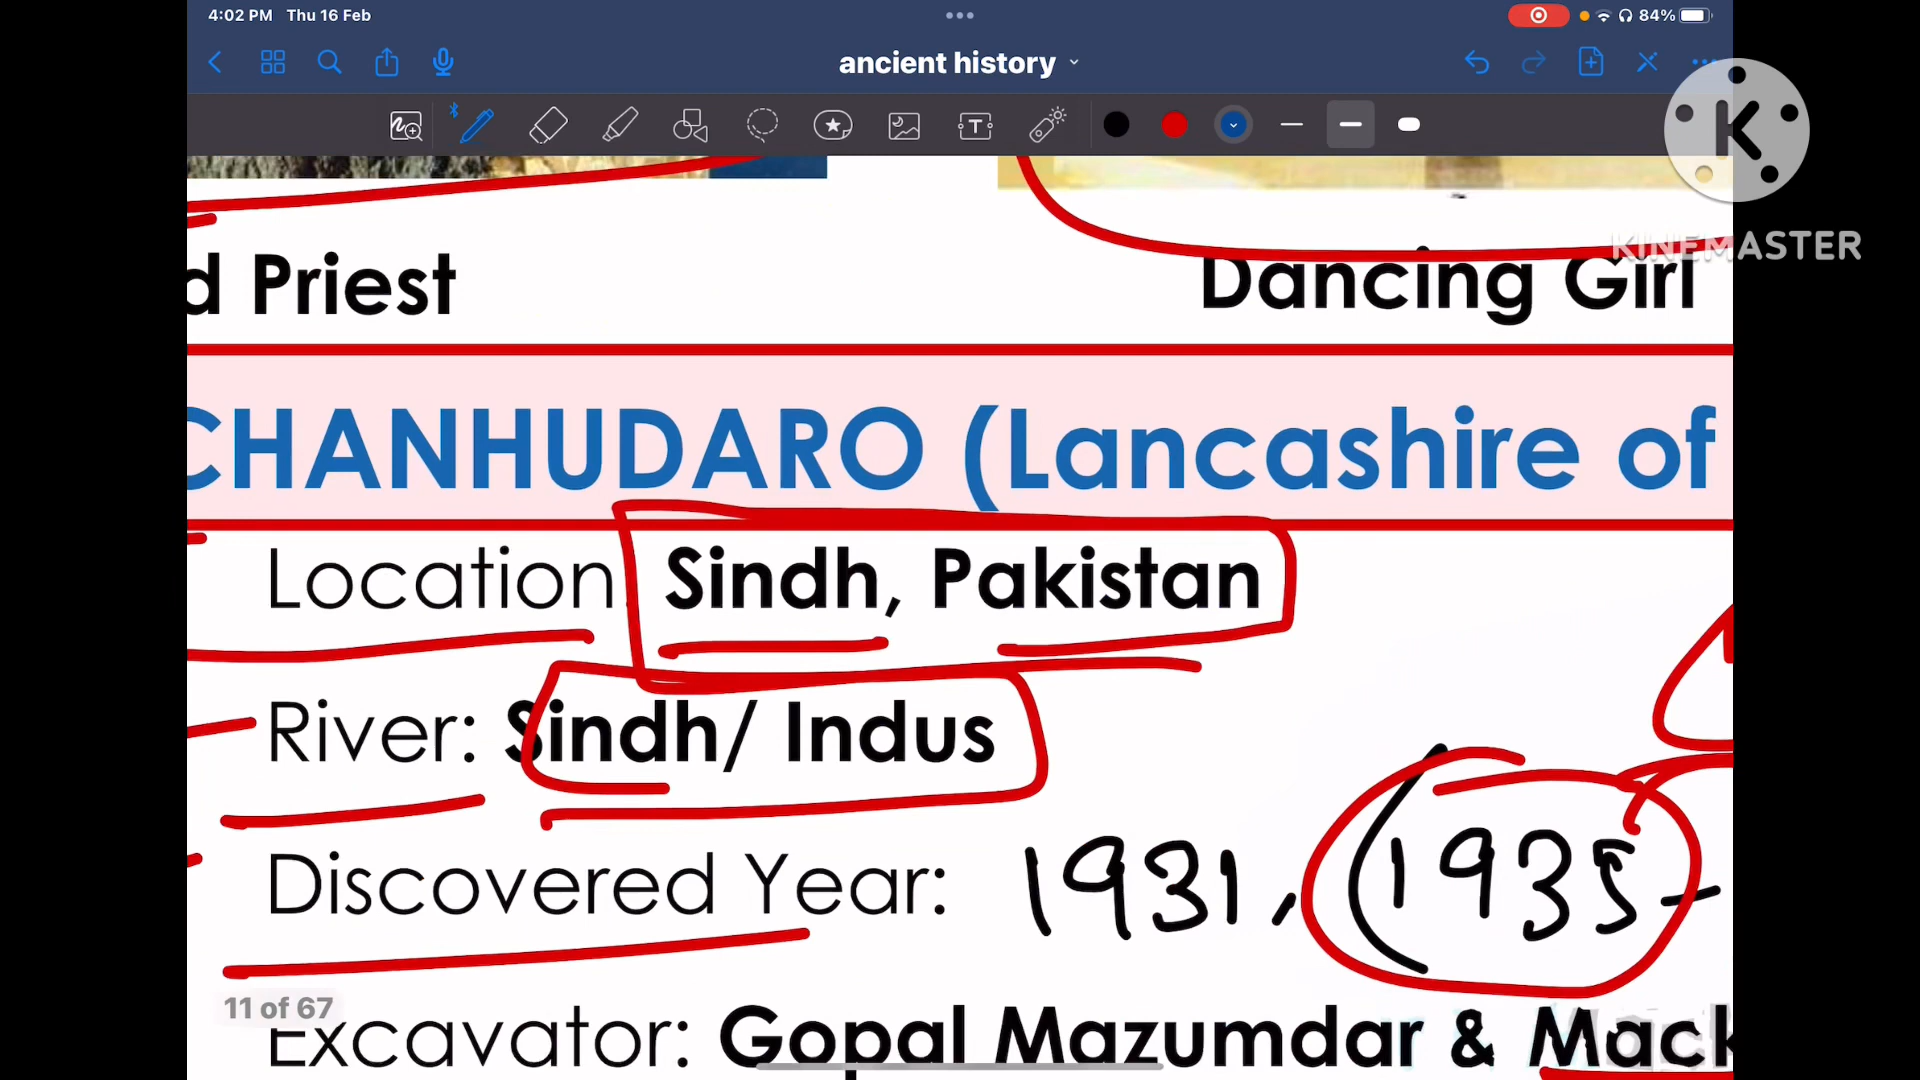 4:02 PM Thu 16 Feb
84%
ancient history
K
KINEMASTER
d Priest
Dancing Girl
CHANHUDARO (Lancashire of
Location Sindh, Pakistan
River: Sindh/ Indus
Discovered Year: 1931, (1935-
11 of 67
Excavator: Gopal Mazumdar & Mack